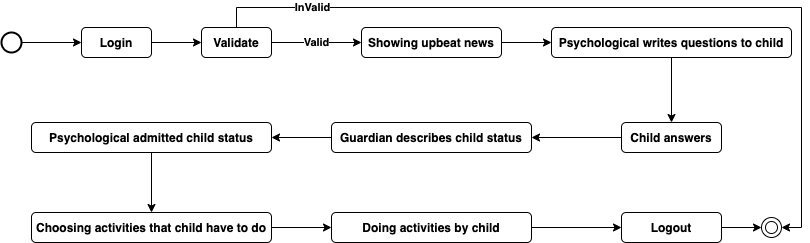 InValid
Login
Validate
Valid
Showing upbeat news
Psychological writes questions to child
Psychological admitted child status
Guardian describes child status
Child answers
Choosing activities that child have to do
Doing activities by child
Logout